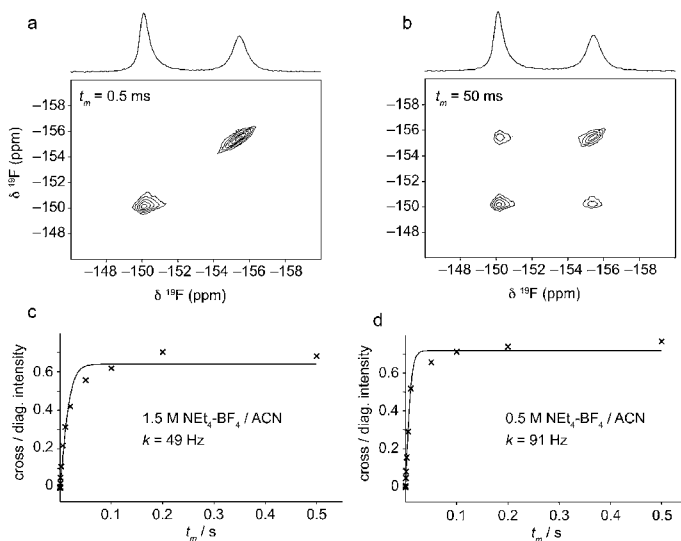 a
b
t_m = 0.5 ms
t_m = 50 ms
−158
−156
−154
−152
−150
−148
δ ¹⁹F (ppm)
−148 −150 −152 −154 −156 −158
δ ¹⁹F (ppm)
−158
−156
−154
−152
−150
−148
δ ¹⁹F (ppm)
−148 −150 −152 −154 −156 −158
δ ¹⁹F (ppm)
c
0.6
0.4
0.2
0
cross / diag. intensity
1.5 M NEt₄-BF₄ / ACN
k = 49 Hz
0.1 0.2 0.3 0.4 0.5
t_m / s
d
0.6
0.4
0.2
0
cross / diag. intensity
0.5 M NEt₄-BF₄ / ACN
k = 91 Hz
0.1 0.2 0.3 0.4 0.5
t_m / s